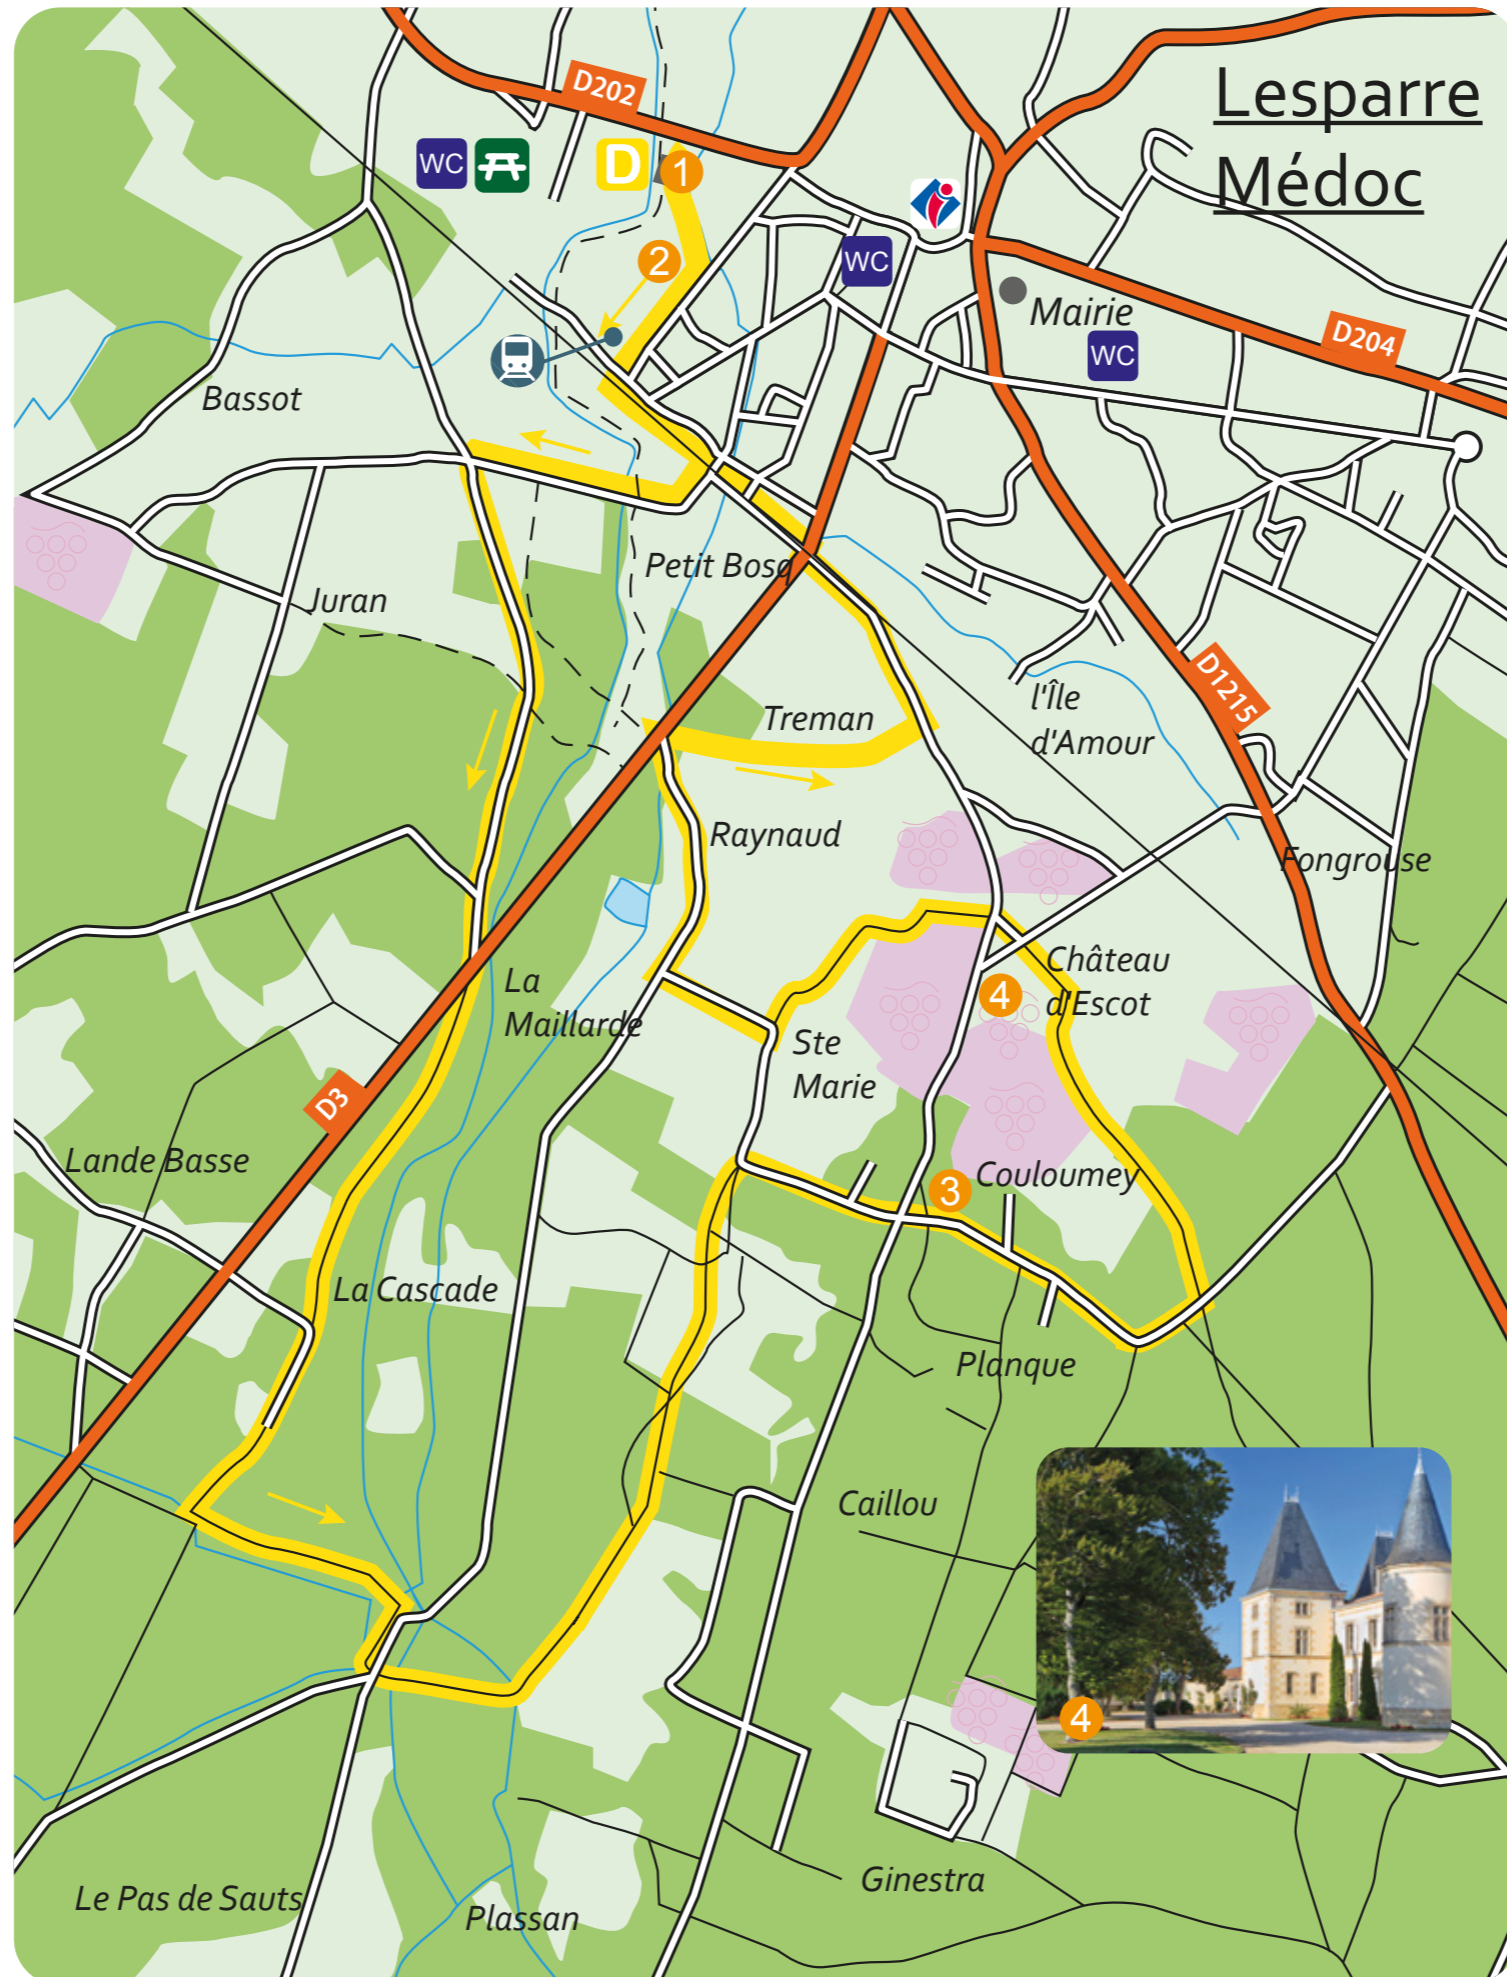 Lesparre
Médoc
D202
WC
D
1
2
WC
Mairie
WC
D204
Bassot
Petit Bosq
Juran
l'Île
d'Amour
D1215
Treman
Raynaud
Fongrouse
La
Maillarde
Château
d'Escot
4
Ste
Marie
D3
Lande Basse
3
Couloumey
La Cascade
Planque
Caillou
4
Ginestra
Le Pas de Sauts
Plassan